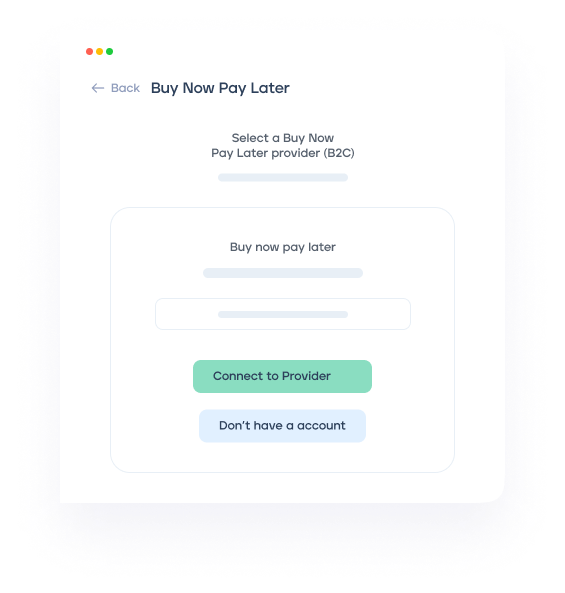 Back Buy Now Pay Later
Select a Buy Now
Pay Later provider (B2C)
Buy now pay later
Connect to Provider
Don't have a account